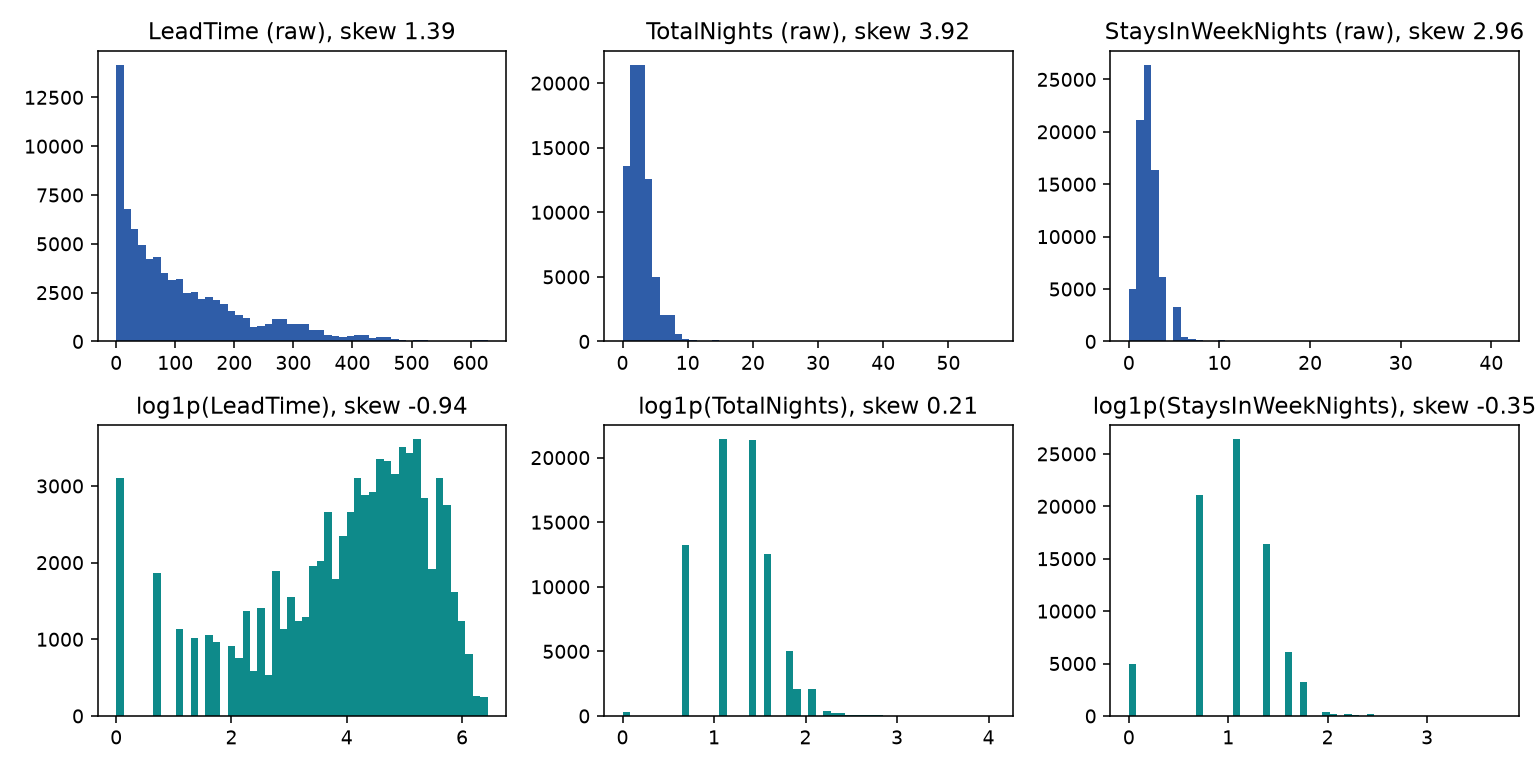 LeadTime (raw), skew 1.39
12500
10000
7500
5000
2500
0
0 100 200 300 400 500 600
TotalNights (raw), skew 3.92
20000
15000
10000
5000
0
0 10 20 30 40 50
StaysInWeekNights (raw), skew 2.96
25000
20000
15000
10000
5000
0
0 10 20 30 40
log1p(LeadTime), skew -0.94
3000
2000
1000
0
0 2 4 6
log1p(TotalNights), skew 0.21
20000
15000
10000
5000
0
0 1 2 3 4
log1p(StaysInWeekNights), skew -0.35
25000
20000
15000
10000
5000
0
0 1 2 3